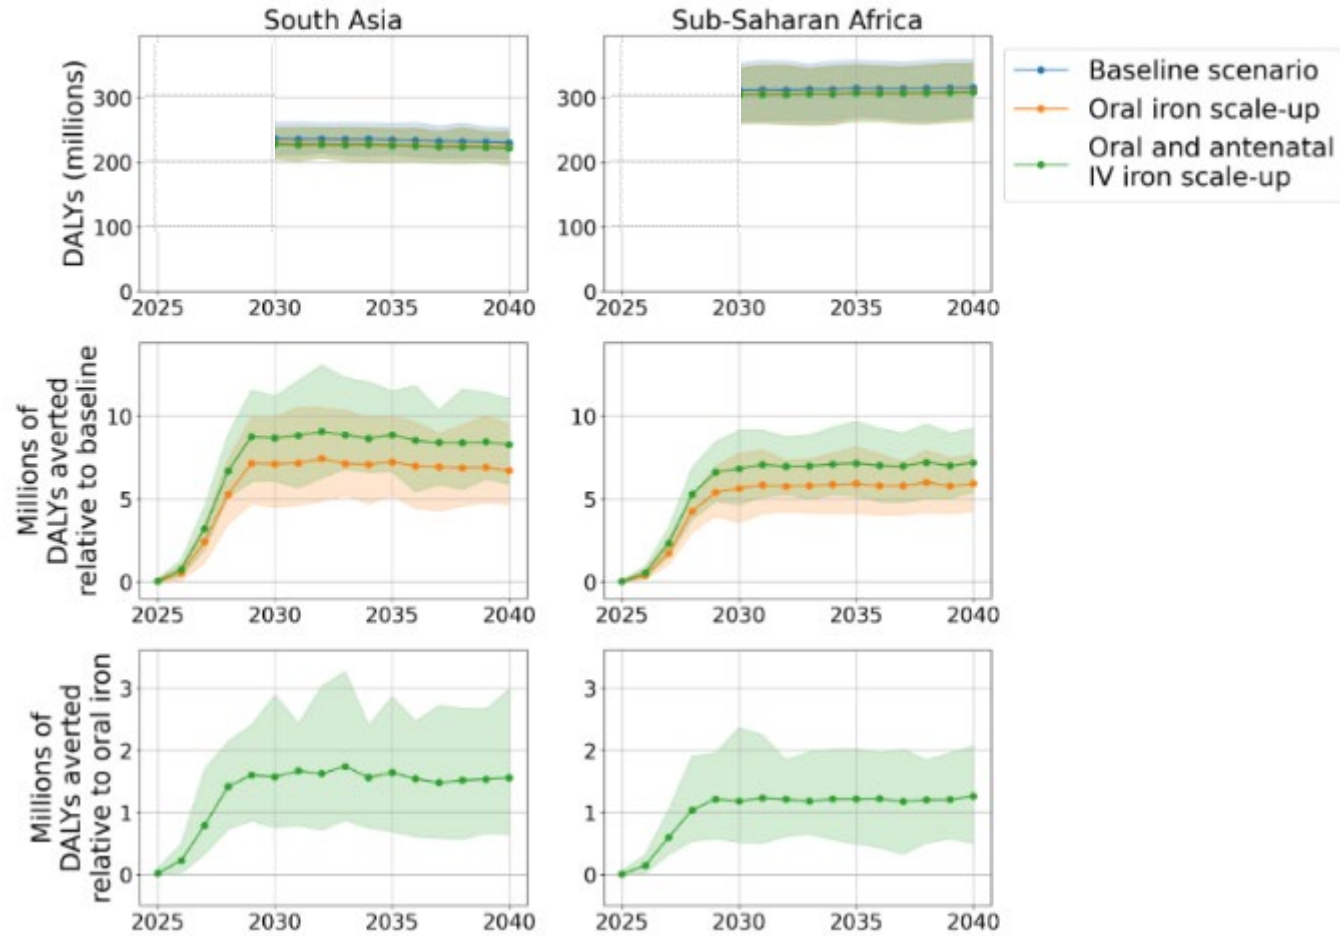 South Asia
Sub-Saharan Africa
DALYs (millions)
300
200
100
0
2025 2030 2035 2040
300
200
100
0
2025 2030 2035 2040
Baseline scenario
Oral iron scale-up
Oral and antenatal
IV iron scale-up
Millions of
DALYs averted
relative to baseline
10
5
0
2025 2030 2035 2040
10
5
0
2025 2030 2035 2040
Millions of
DALYs averted
relative to oral iron
3
2
1
0
2025 2030 2035 2040
3
2
1
0
2025 2030 2035 2040